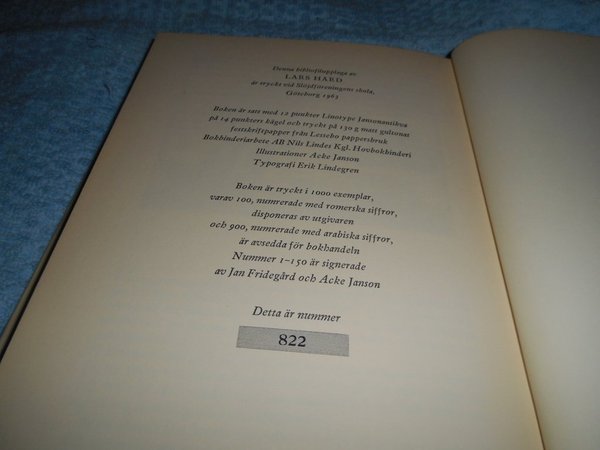 Denna bibliofilupplaga av
LARS HARD
är tryckt vid Slöjdföreningens skola,
Göteborg 1963
Boken är satt med 12 punkter Linotype Jansonantikva
på 14 punkters kägel och tryckt på 130 g matt gultonat
festskriftspapper från Lessebo pappersbruk
Bokbinderiarbete AB Nils Lindes Kgl. Hovbokbinderi
Illustrationer Acke Janson
Typografi Erik Lindegren
Boken är tryckt i 1000 exemplar,
varav 100, numrerade med romerska siffror,
disponeras av utgivaren
och 900, numrerade med arabiska siffror,
är avsedda för bokhandeln
Nummer 1-150 är signerade
av Jan Fridegård och Acke Janson
Detta är nummer
822